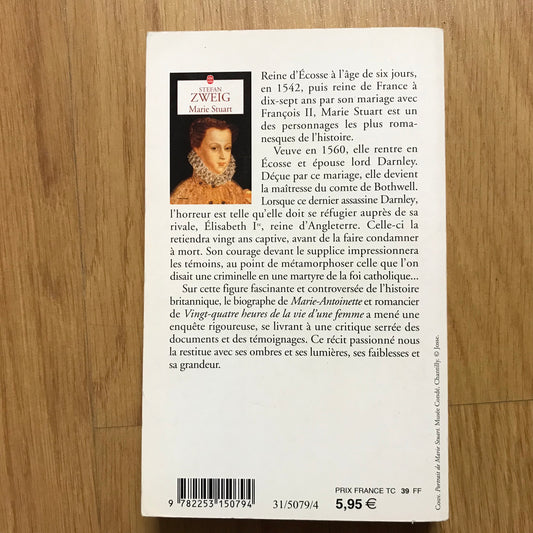 STEFAN
ZWEIG
Marie Stuart
Reine d'Écosse à l'âge de six jours,
en 1542, puis reine de France à
dix-sept ans par son mariage avec
François II, Marie Stuart est un
des personnages les plus roma-
nesques de l'histoire.
Veuve en 1560, elle rentre en
Écosse et épouse lord Darnley.
Déçue par ce mariage, elle devient
la maîtresse du comte de Bothwell.
Lorsque ce dernier assassine Darnley,
l'horreur est telle qu'elle doit se réfugier auprès de sa
rivale, Élisabeth Iʳᵉ, reine d'Angleterre. Celle-ci la
retiendra vingt ans captive, avant de la faire condamner
à mort. Son courage devant le supplice impressionnera
les témoins, au point de métamorphoser celle que l'on
disait une criminelle en une martyre de la foi catholique...
Sur cette figure fascinante et controversée de l'histoire
britannique, le biographe de Marie-Antoinette et romancier
de Vingt-quatre heures de la vie d'une femme a mené une
enquête rigoureuse, se livrant à une critique serrée des
documents et des témoignages. Ce récit passionné nous
la restitue avec ses ombres et ses lumières, ses faiblesses et
sa grandeur.
Couv. Portrait de Marie Stuart. Musée Condé, Chantilly. © Josse.
9 782253 150794
31/5079/4
PRIX FRANCE TC 39 FF
5,95 €